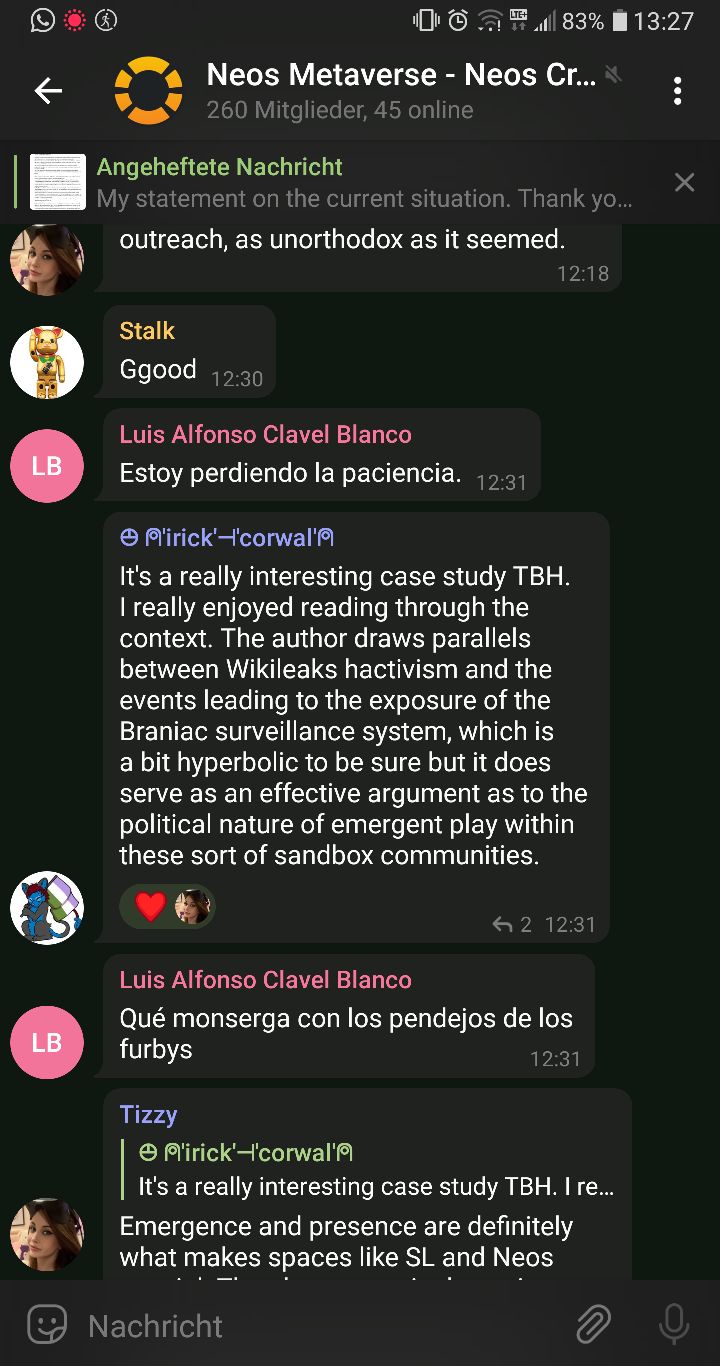 83% 13:27
Neos Metaverse - Neos Cr...
260 Mitglieder, 45 online
Angeheftete Nachricht
My statement on the current situation. Thank yo...
outreach, as unorthodox as it seemed.
12:18
Stalk
Ggood 12:30
Luis Alfonso Clavel Blanco
LB
Estoy perdiendo la paciencia. 12:31
'irick'⊣'corwal'
It's a really interesting case study TBH.
I really enjoyed reading through the
context. The author draws parallels
between Wikileaks hactivism and the
events leading to the exposure of the
Braniac surveillance system, which is
a bit hyperbolic to be sure but it does
serve as an effective argument as to the
political nature of emergent play within
these sort of sandbox communities.
2 12:31
Luis Alfonso Clavel Blanco
LB
Qué monserga con los pendejos de los
furbys
12:31
Tizzy
'irick'⊣'corwal'
It's a really interesting case study TBH. I re...
Emergence and presence are definitely
what makes spaces like SL and Neos
Nachricht